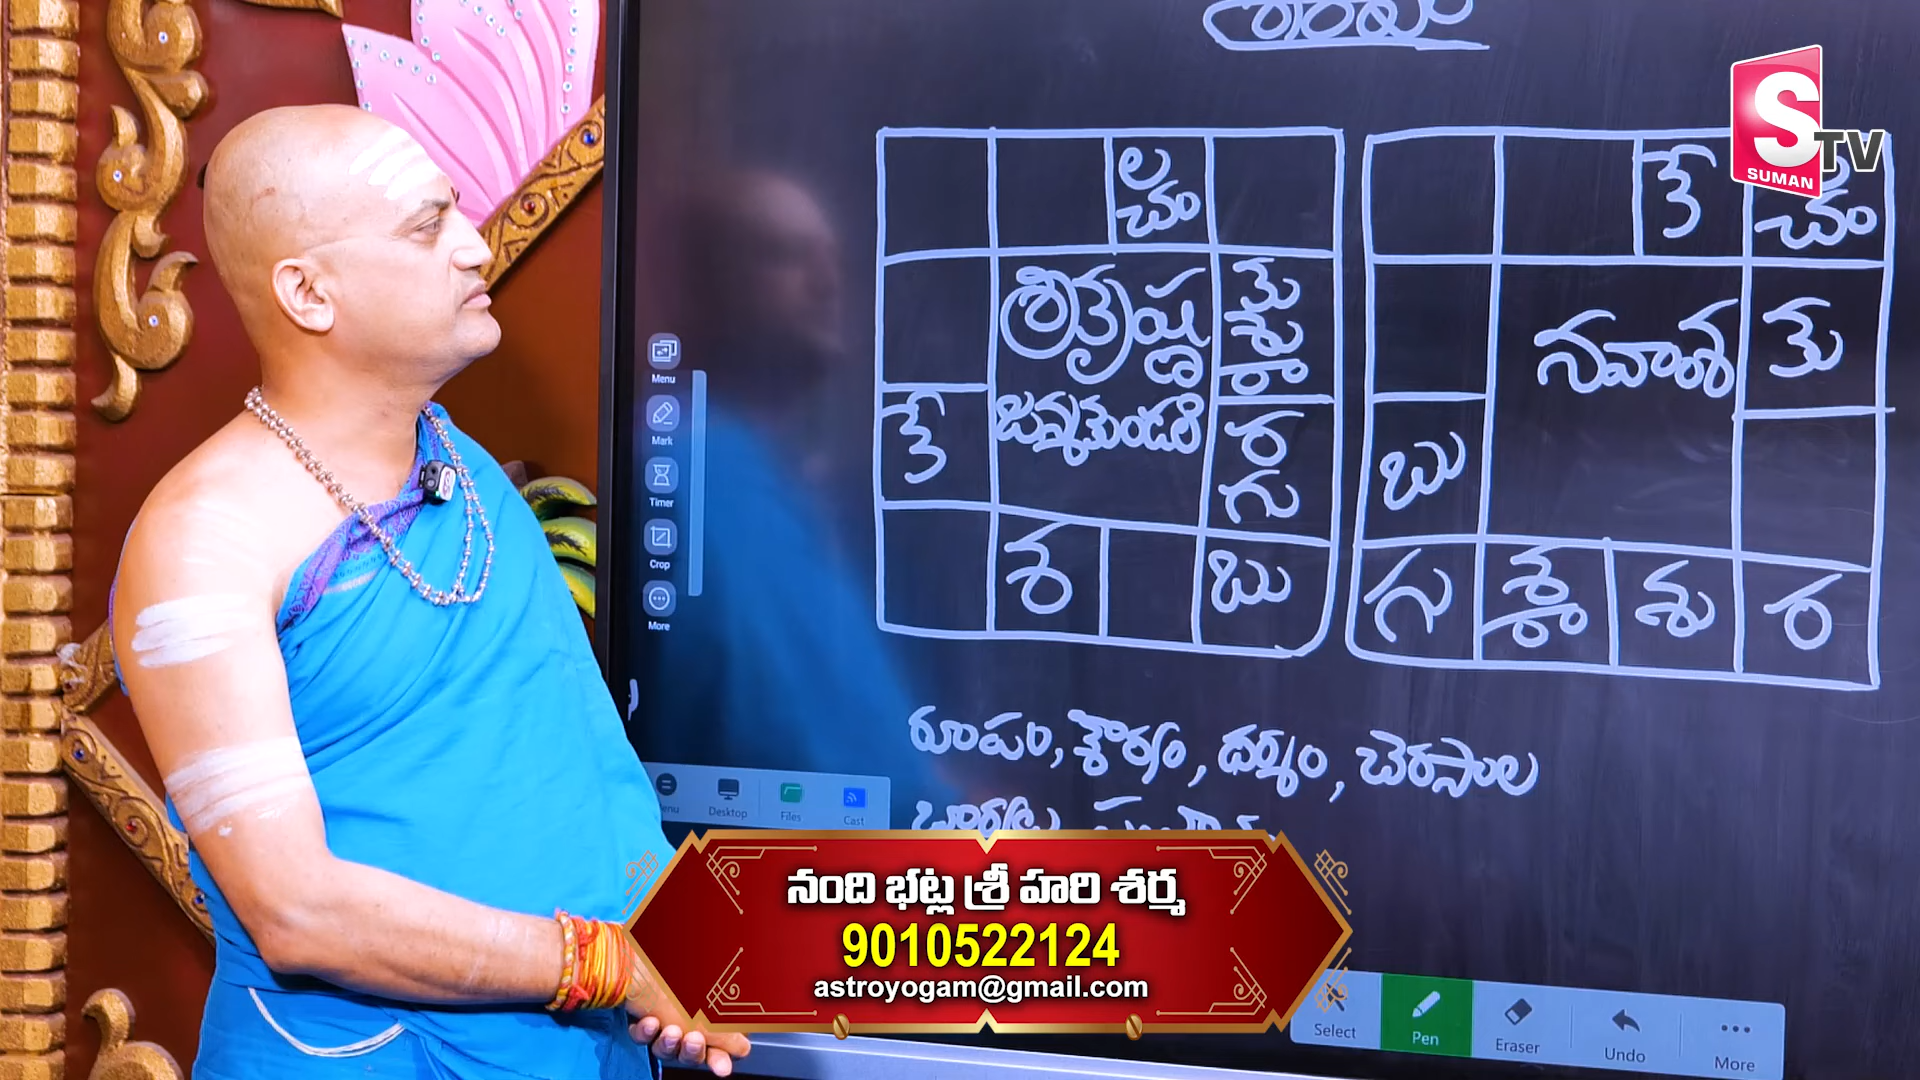 S
TV
SUMAN
ల
చం
కే
చం
శ్రీకృష్ణ
జన్మకుండలి
కు
శు
రా
నవాంశ
కు
కే
ర
గు
బు
శ
బు
గు
శ
రా
శు
ర
రూపం, శౌర్యం, ధర్మం, చెరసాల
Menu
Mark
Timer
Crop
More
Desktop
Files
Cast
నంది భట్ల శ్రీ హరి శర్మ
9010522124
astroyogam@gmail.com
Select
Pen
Eraser
Undo
More